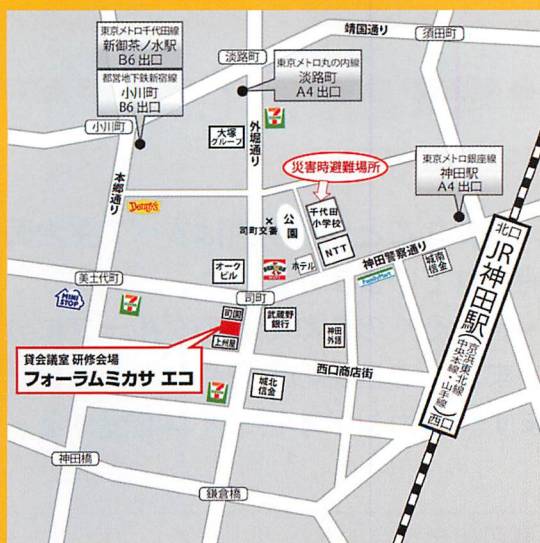 靖国通り
須田町
東京メトロ千代田線
新御茶ノ水駅
B6 出口
都営地下鉄新宿線
小川町
B6 出口
淡路町
東京メトロ丸の内線
淡路町
A4 出口
小川町
大塚
グループ
外堀通り
災害時避難場所
東京メトロ銀座線
神田駅
A4 出口
本郷通り
Denny's
司町交番
公園
千代田
小学校
NTT
神田警察通り
北口
JR神田駅
(京浜東北線
中央本線・山手線)
西口
美土代町
オーク
ビル
ホテル
FamilyMart
城南
信金
MINI
STOP
司町
司国
上州屋
武蔵野
銀行
神田
外語
貸会議室 研修会場
フォーラムミカサ エコ
西口商店街
城北
信金
神田橋
鎌倉橋